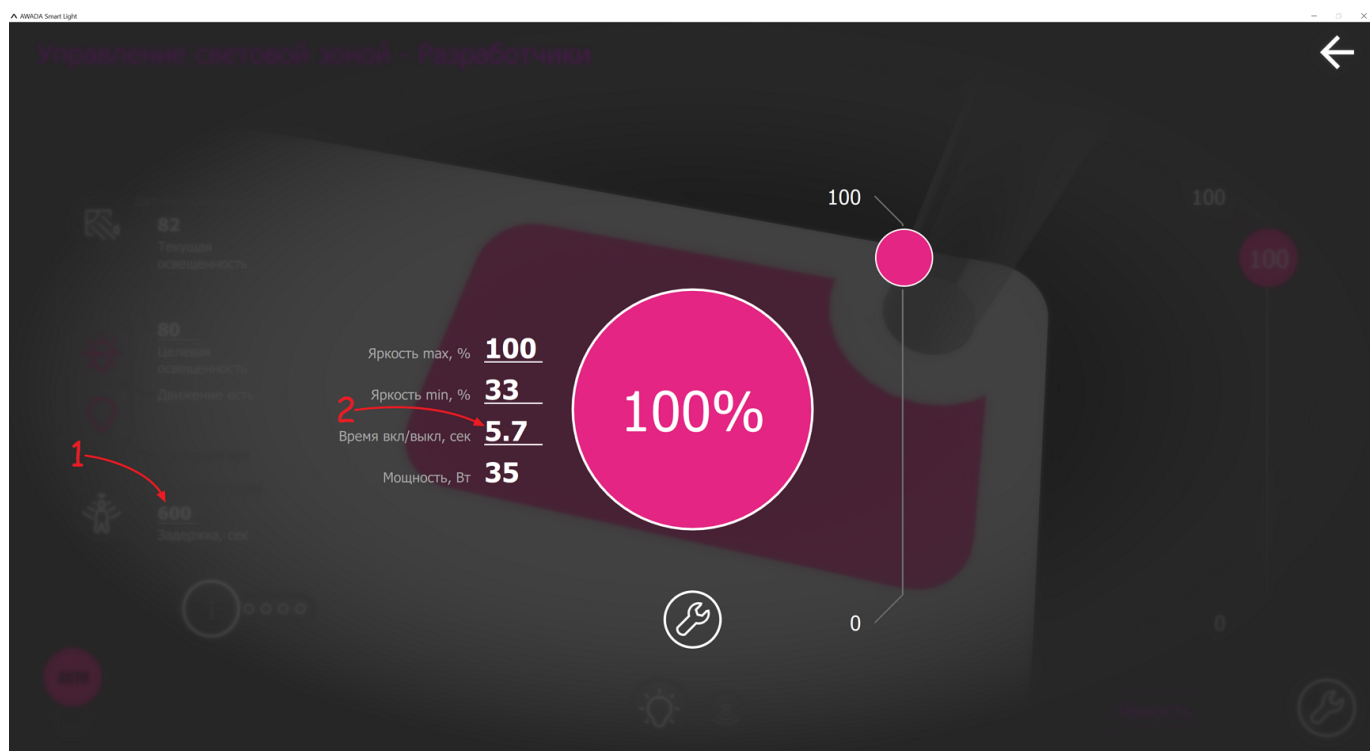 AWADA Smart Light
Управление световой зоной - Разработчики
100
100
82
Текущая
освещенность
100
80
Целевая
освещенность
Движение есть
Яркость max, % 100
Яркость min, % 33
2
Время вкл/выкл, сек 5.7
Мощность, Вт 35
100%
1
600
Задержка, сек
0
0